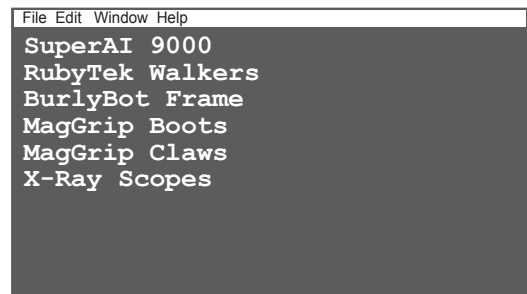 File Edit Window Help
SuperAI 9000
RubyTek Walkers
BurlyBot Frame
MagGrip Boots
MagGrip Claws
X-Ray Scopes